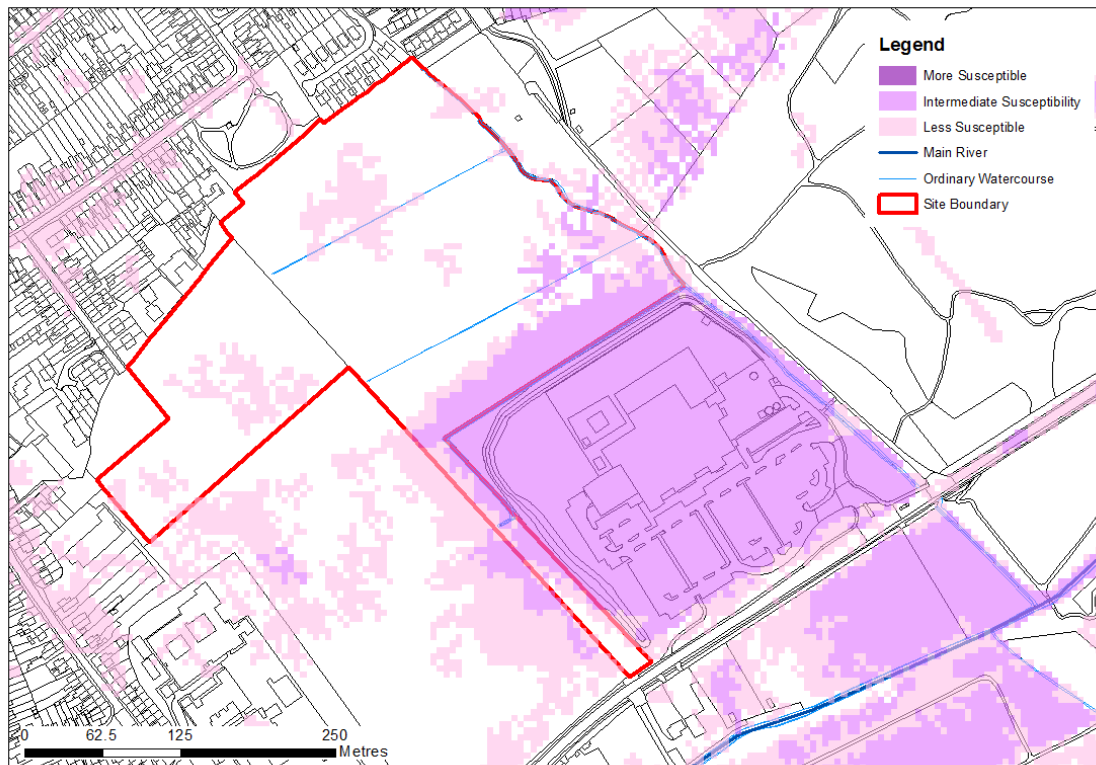 Legend
More Susceptible
Intermediate Susceptibility
Less Susceptible
Main River
Ordinary Watercourse
Site Boundary
0 62.5 125 250
Metres